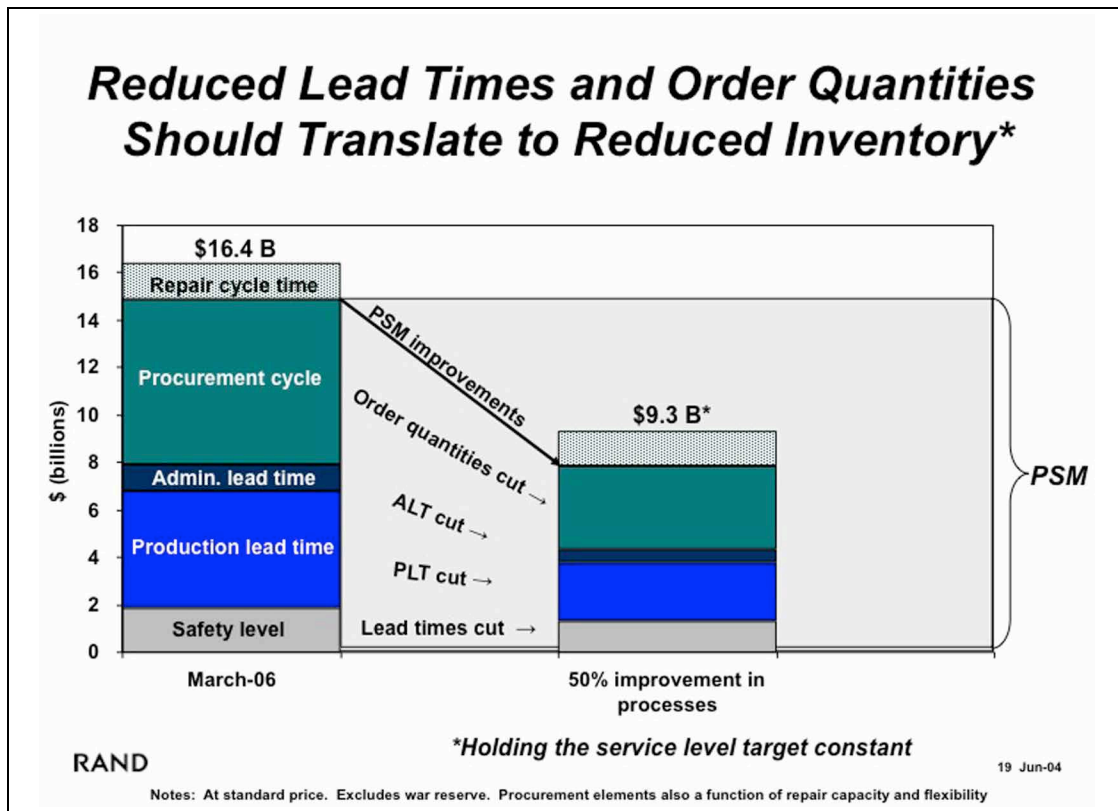 Reduced Lead Times and Order Quantities
Should Translate to Reduced Inventory*
$ (billions)
18
16
14
12
10
8
6
4
2
0
$16.4 B
Repair cycle time
Procurement cycle
Admin. lead time
Production lead time
Safety level
PSM improvements
Order quantities cut →
ALT cut →
PLT cut →
Lead times cut →
$9.3 B*
PSM
March-06
50% improvement in
processes
*Holding the service level target constant
RAND
19 Jun-04
Notes: At standard price. Excludes war reserve. Procurement elements also a function of repair capacity and flexibility